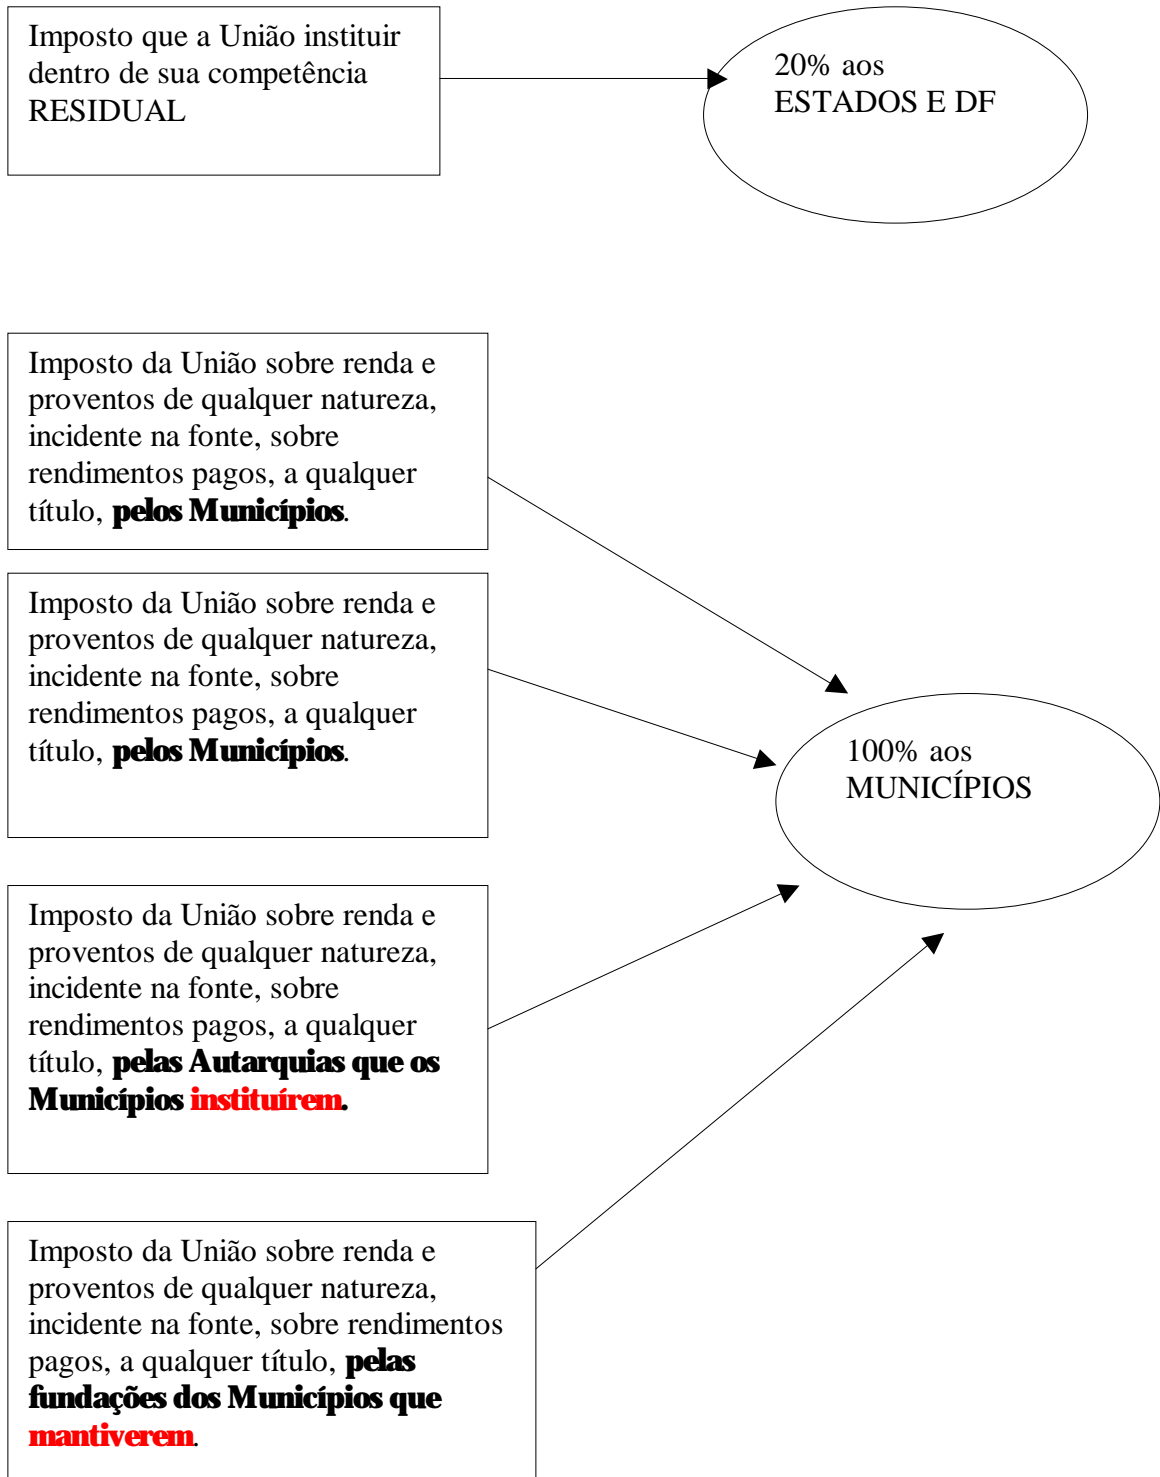 Imposto que a União instituir
dentro de sua competência
RESIDUAL
20% aos
ESTADOS E DF
Imposto da União sobre renda e
proventos de qualquer natureza,
incidente na fonte, sobre
rendimentos pagos, a qualquer
título, pelos Municípios.
Imposto da União sobre renda e
proventos de qualquer natureza,
incidente na fonte, sobre
rendimentos pagos, a qualquer
título, pelos Municípios.
100% aos
MUNICÍPIOS
Imposto da União sobre renda e
proventos de qualquer natureza,
incidente na fonte, sobre
rendimentos pagos, a qualquer
título, pelas Autarquias que os
Municípios instituírem.
Imposto da União sobre renda e
proventos de qualquer natureza,
incidente na fonte, sobre rendimentos
pagos, a qualquer título, pelas
fundações dos Municípios que
mantiverem.